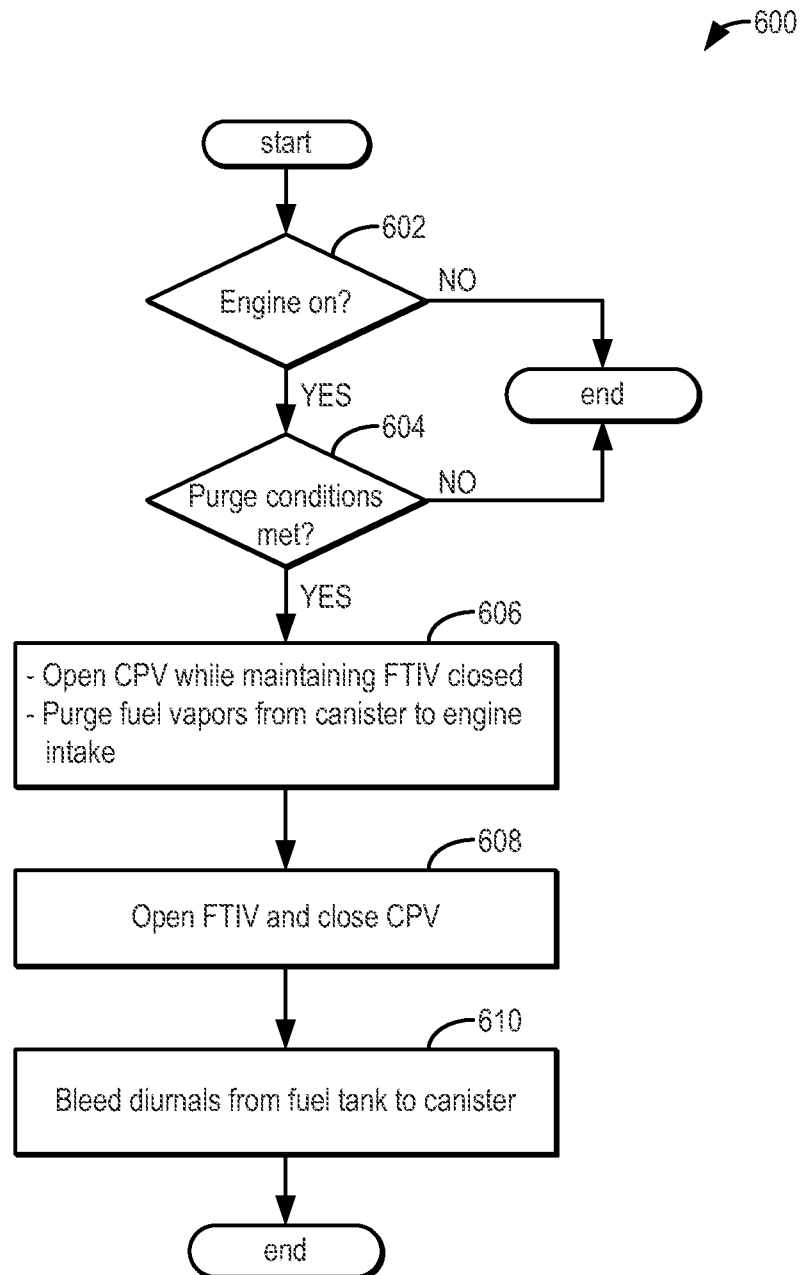 600
start
602
Engine on?
NO
end
YES
604
Purge conditions
met?
NO
YES
606
- Open CPV while maintaining FTIV closed
- Purge fuel vapors from canister to engine
intake
608
Open FTIV and close CPV
610
Bleed diurnals from fuel tank to canister
end